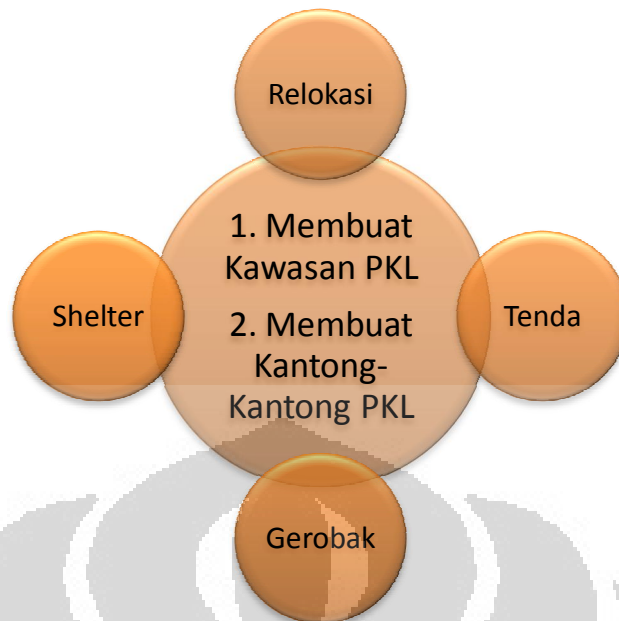 Relokasi
1. Membuat
Kawasan PKL
2. Membuat
Kantong-
Kantong PKL
Shelter
Tenda
Gerobak